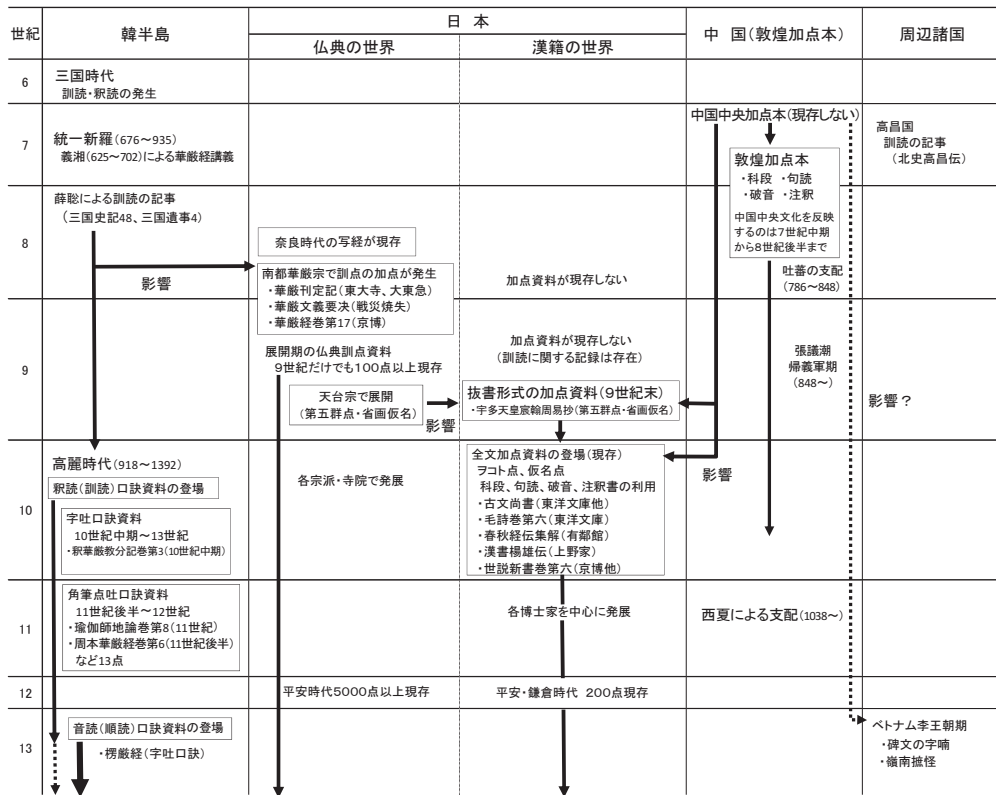 世紀
韓半島
日 本
仏典の世界
漢籍の世界
中 国(敦煌加点本)
周辺諸国
6
三国時代
訓読・釈読の発生
7
統一新羅(676~935)
義湘(625~702)による華厳経講義
中国中央加点本(現存しない)
敦煌加点本
・科段 ・句読
・破音 ・注釈
中国中央文化を反映
するのは7世紀中期
から8世紀後半まで
高昌国
訓読の記事
(北史高昌伝)
8
薛聡による訓読の記事
(三国史記48、三国遺事4)
影響
奈良時代の写経が現存
南都華厳宗で訓点の加点が発生
・華厳刊定記(東大寺、大東急)
・華厳文義要決(戦災焼失)
・華厳経巻第17(京博)
加点資料が現存しない
吐蕃の支配
(786~848)
9
展開期の仏典訓点資料
9世紀だけでも100点以上現存
天台宗で展開
(第五群点・省画仮名)
影響
加点資料が現存しない
(訓読に関する記録は存在)
抜書形式の加点資料(9世紀末)
・宇多天皇宸翰周易抄(第五群点・省画仮名)
張議潮
帰義軍期
(848~)
影響?
10
高麗時代(918~1392)
釈読(訓読)口訣資料の登場
字吐口訣資料
10世紀中期~13世紀
・釈華厳教分記巻第3(10世紀中期)
各宗派・寺院で発展
全文加点資料の登場(現存)
ヲコト点、仮名点
科段、句読、破音、注釈書の利用
・古文尚書(東洋文庫他)
・毛詩巻第六(東洋文庫)
・春秋経伝集解(有鄰館)
・漢書楊雄伝(上野家)
・世説新書巻第六(京博他)
影響
11
角筆点吐口訣資料
11世紀後半~12世紀
・瑜伽師地論巻第8(11世紀)
・周本華厳経巻第6(11世紀後半)
など13点
各博士家を中心に発展
西夏による支配(1038~)
12
平安時代5000点以上現存
平安・鎌倉時代 200点現存
13
音読(順読)口訣資料の登場
・楞厳経(字吐口訣)
ベトナム李王朝期
・碑文の字喃
・嶺南摭怪